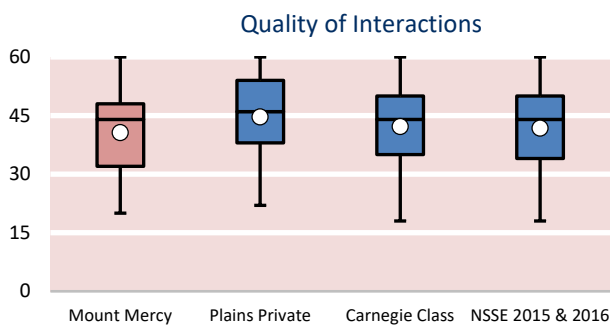 Quality of Interactions
60
45
30
15
0
Mount Mercy Plains Private Carnegie Class NSSE 2015 & 2016